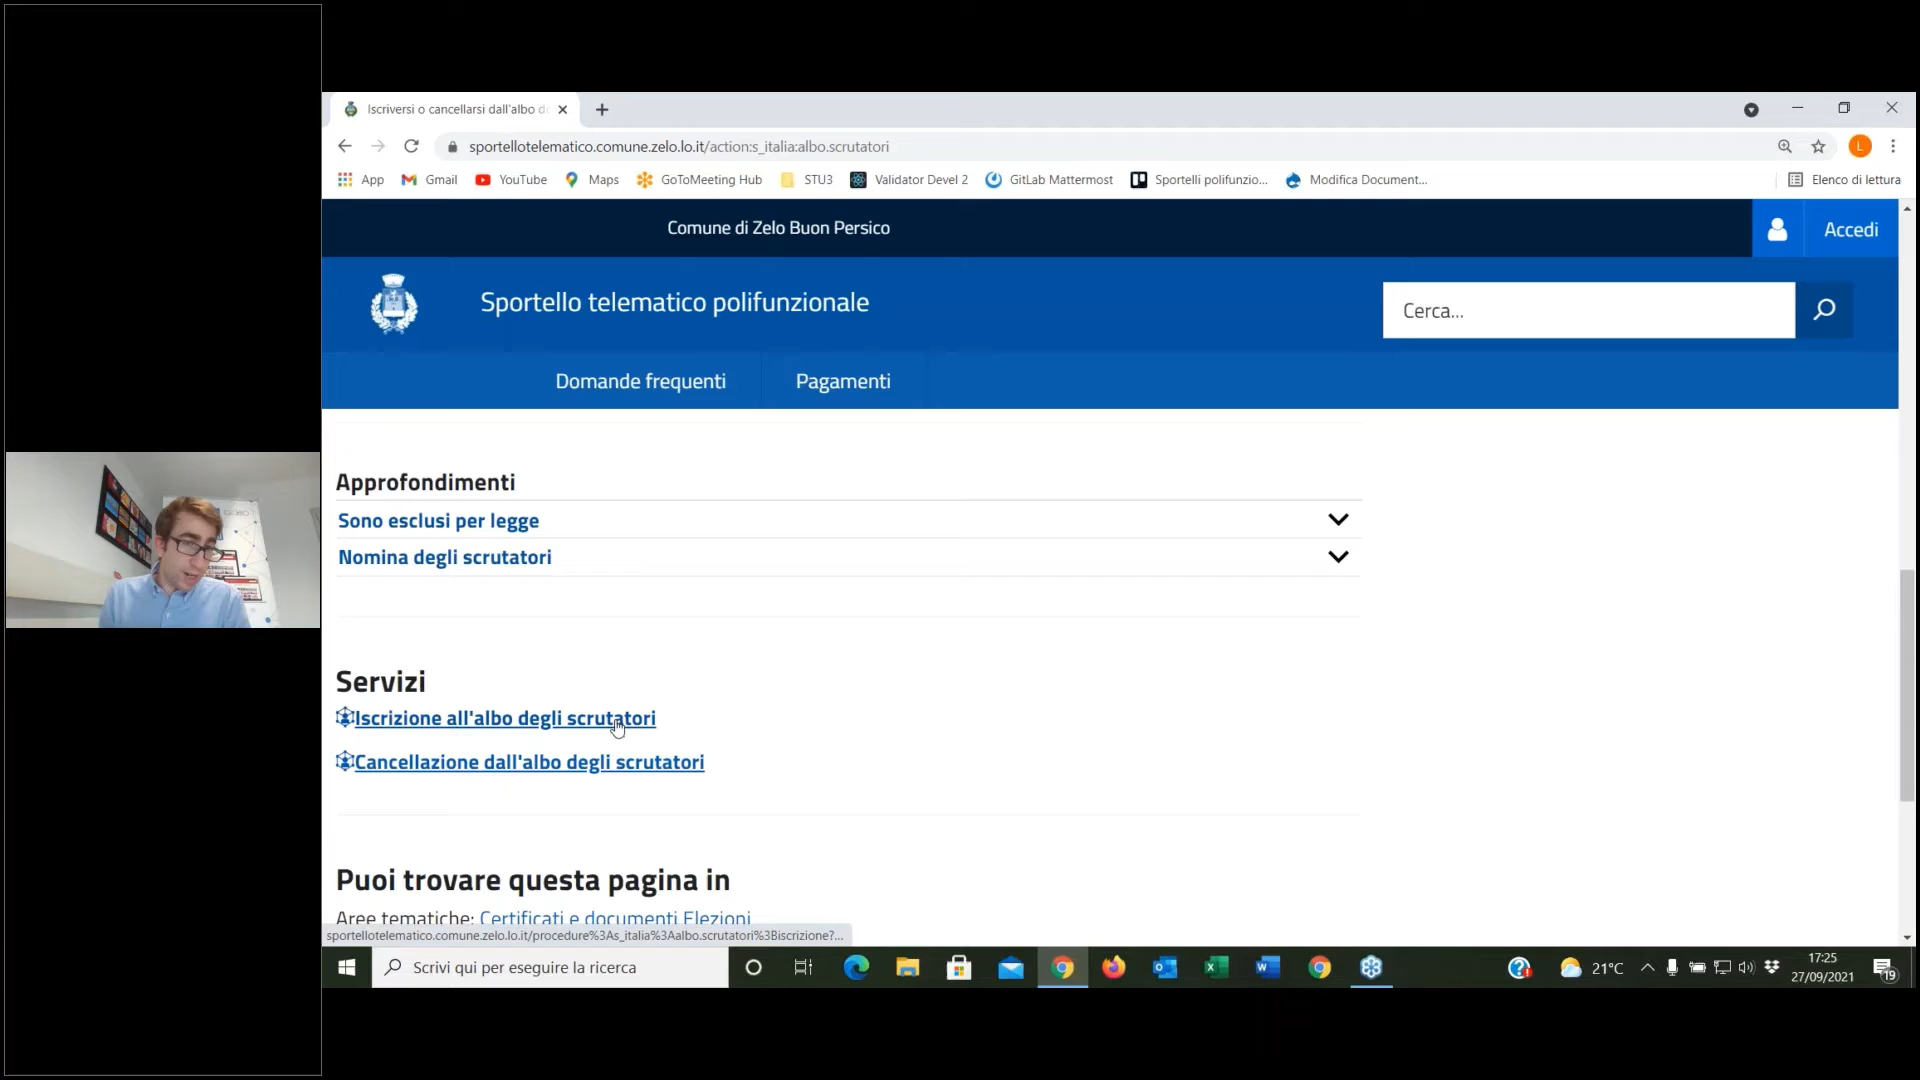 Iscriversi o cancellarsi dall'albo d
sportellotelematico.comune.zelo.lo.it/action:s_italia:albo.scrutatori
L
App Gmail YouTube Maps GoToMeeting Hub STU3 Validator Devel 2 GitLab Mattermost Sportelli polifunzio... Modifica Document... Elenco di lettura
Comune di Zelo Buon Persico
Accedi
Sportello telematico polifunzionale
Cerca...
Domande frequenti Pagamenti
Approfondimenti
Sono esclusi per legge
Nomina degli scrutatori
Servizi
Iscrizione all'albo degli scrutatori
Cancellazione dall'albo degli scrutatori
Puoi trovare questa pagina in
Aree tematiche: Certificati e documenti Elezioni
sportellotelematico.comune.zelo.lo.it/procedure%3As_italia%3Aalbo.scrutatori%3Biscrizione?...
Scrivi qui per eseguire la ricerca
21°C
17:25
27/09/2021
19